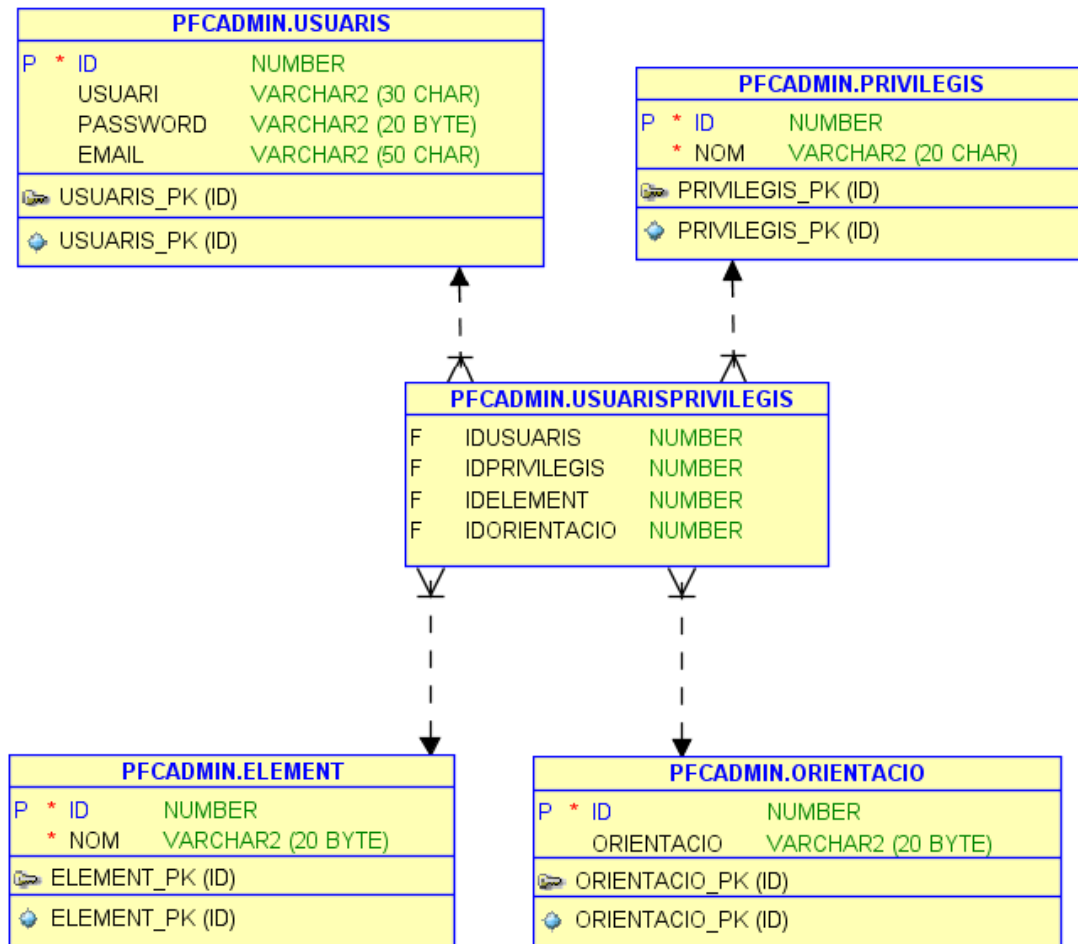 PFCADMIN.USUARIS
P * ID NUMBER
USUARI VARCHAR2 (30 CHAR)
PASSWORD VARCHAR2 (20 BYTE)
EMAIL VARCHAR2 (50 CHAR)
USUARIS_PK (ID)
USUARIS_PK (ID)
PFCADMIN.PRIVILEGIS
P * ID NUMBER
* NOM VARCHAR2 (20 CHAR)
PRIVILEGIS_PK (ID)
PRIVILEGIS_PK (ID)
PFCADMIN.USUARISPRIVILEGIS
F IDUSUARIS NUMBER
F IDPRIVILEGIS NUMBER
F IDELEMENT NUMBER
F IDORIENTACIO NUMBER
PFCADMIN.ELEMENT
P * ID NUMBER
* NOM VARCHAR2 (20 BYTE)
ELEMENT_PK (ID)
ELEMENT_PK (ID)
PFCADMIN.ORIENTACIO
P * ID NUMBER
ORIENTACIO VARCHAR2 (20 BYTE)
ORIENTACIO_PK (ID)
ORIENTACIO_PK (ID)